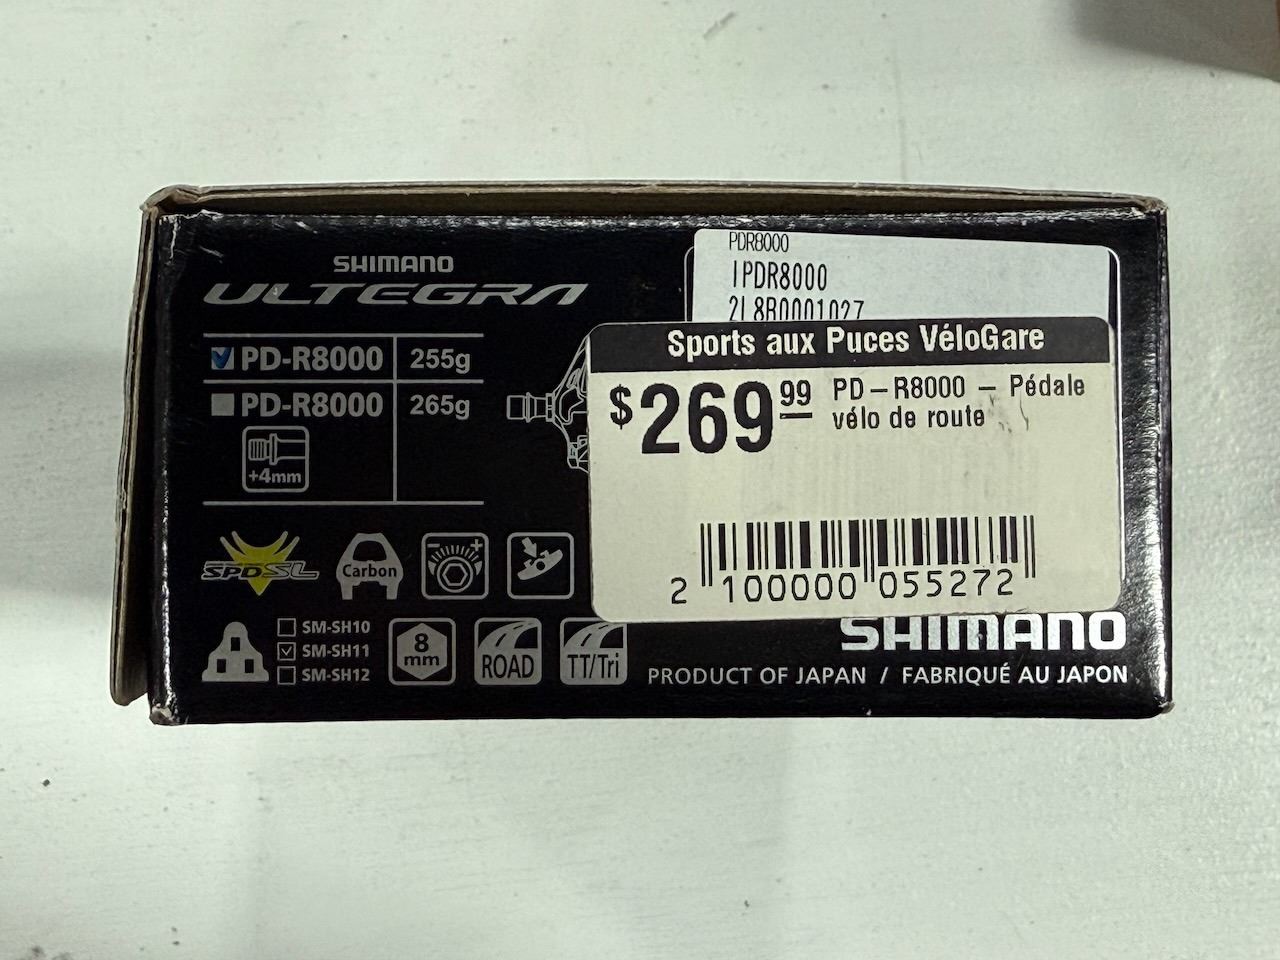 SHIMANO
ULTEGRA
PD-R8000 255g
PD-R8000 265g
+4mm
SPD-SL
Carbon
- +
SM-SH10
SM-SH11
SM-SH12
8
mm
ROAD
TT/Tri
PDR8000
1PDR8000
2L8R0001027
Sports aux Puces VéloGare
$269 99
PD-R8000 - Pédale
vélo de route
2 100000 055272
SHIMANO
PRODUCT OF JAPAN / FABRIQUÉ AU JAPON